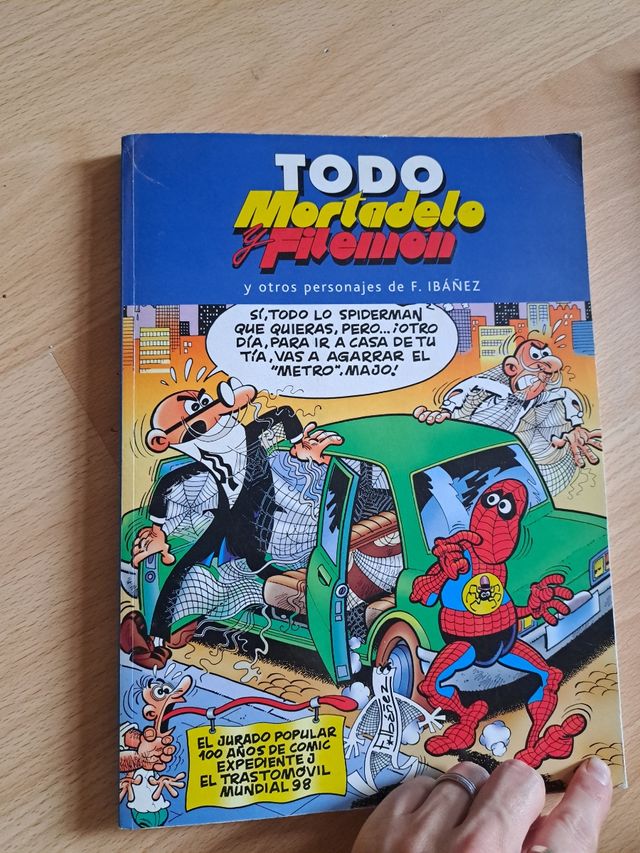 TODO
Mortadelo
y Filemón
y otros personajes de F. IBÁÑEZ
SÍ, TODO LO SPIDERMAN
QUE QUIERAS, PERO... ¡OTRO
DÍA, PARA IR A CASA DE TU
TÍA, VAS A AGARRAR EL
"METRO", MAJO!
EL JURADO POPULAR
100 AÑOS DE COMIC
EXPEDIENTE J
EL TRASTOMÓVIL
MUNDIAL 98
Ibáñez